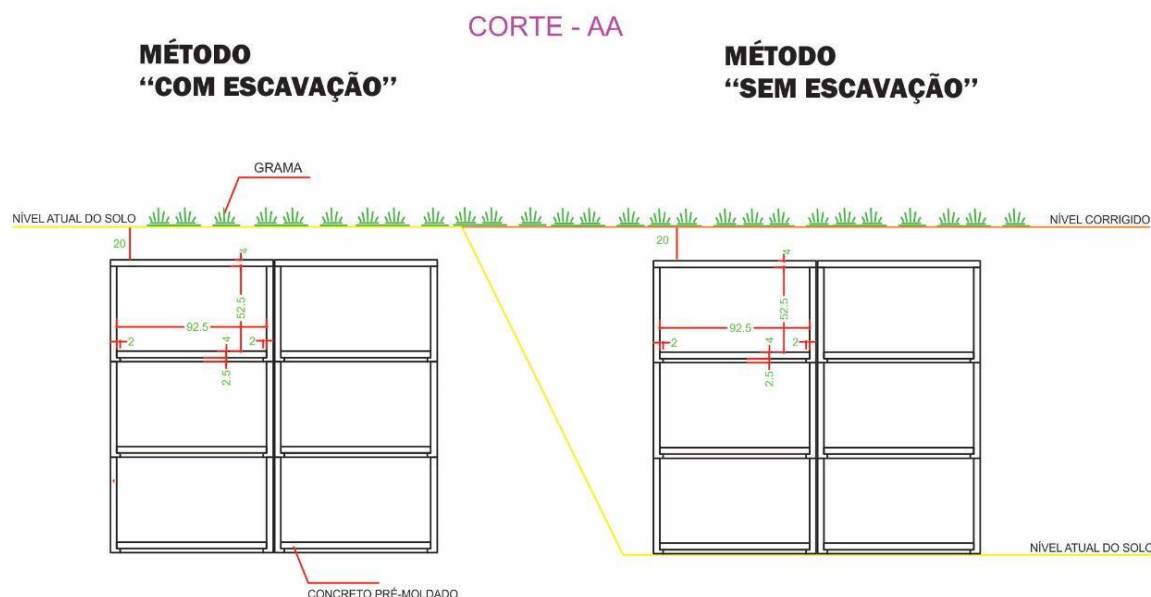 CORTE - AA
MÉTODO
“COM ESCAVAÇÃO”
MÉTODO
“SEM ESCAVAÇÃO”
GRAMA
NÍVEL ATUAL DO SOLO
NÍVEL CORRIGIDO
20
4
52.5
92.5
2
4
2
2.5
20
4
52.5
92.5
2
4
2
2.5
NÍVEL ATUAL DO SOLO
CONCRETO PRÉ-MOLDADO